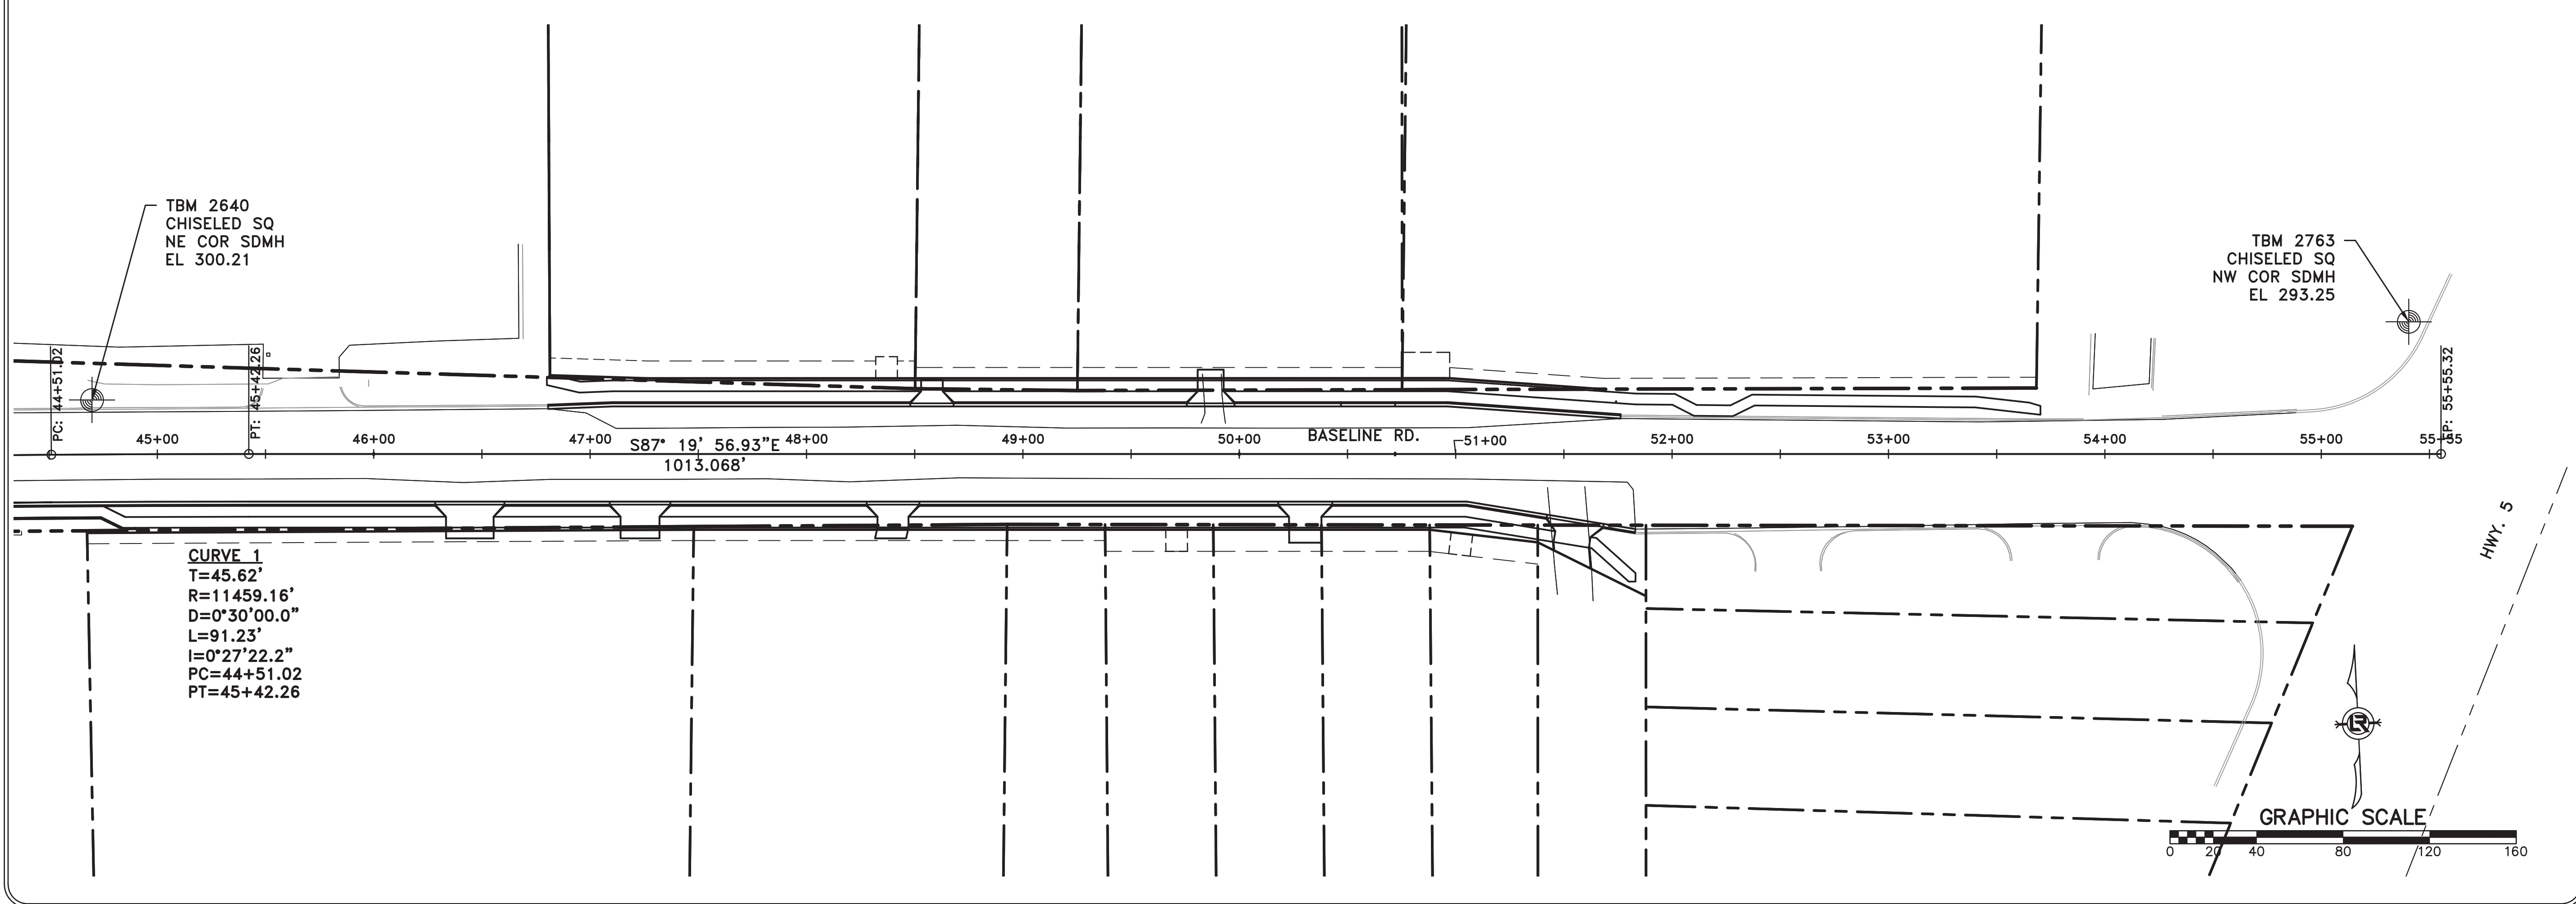 TBM 2640
CHISELED SQ
NE COR SDMH
EL 300.21
TBM 2763
CHISELED SQ
NW COR SDMH
EL 293.25
PC: 44+51.02
PT: 45+42.26
EP: 55+55.32
45+00
46+00
47+00
48+00
49+00
50+00
51+00
52+00
53+00
54+00
55+00
55+55
S87° 19' 56.93"E
1013.068'
BASELINE RD.
HWY. 5
CURVE 1
T=45.62'
R=11459.16'
D=0°30'00.0"
L=91.23'
I=0°27'22.2"
PC=44+51.02
PT=45+42.26
LR
GRAPHIC SCALE
0 20 40 80 120 160